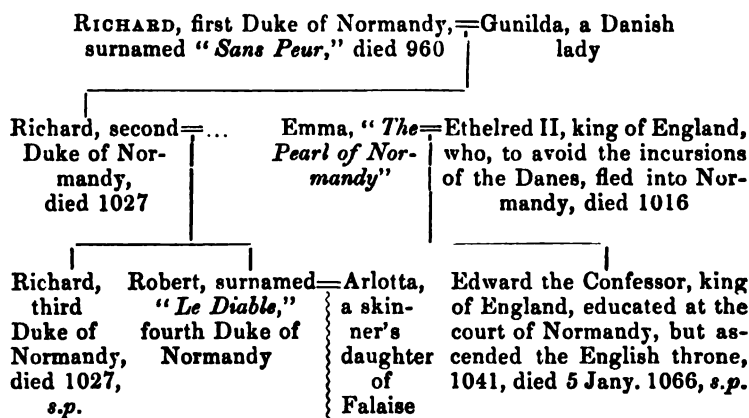 RICHARD, first Duke of Normandy,=Gunilda, a Danish
surnamed "Sans Peur," died 960
lady
Richard, second=...
Duke of Nor-
mandy,
died 1027
Emma, "The=Ethelred II, king of England,
Pearl of Nor-
mandy"
who, to avoid the incursions
of the Danes, fled into Nor-
mandy, died 1016
Richard,
third
Duke of
Normandy,
died 1027,
s.p.
Robert, surnamed=Arlotta,
"Le Diable,"
fourth Duke of
Normandy
a skin-
ner's
daughter
of
Falaise
Edward the Confessor, king
of England, educated at the
court of Normandy, but as-
cended the English throne,
1041, died 5 Jany. 1066, s.p.